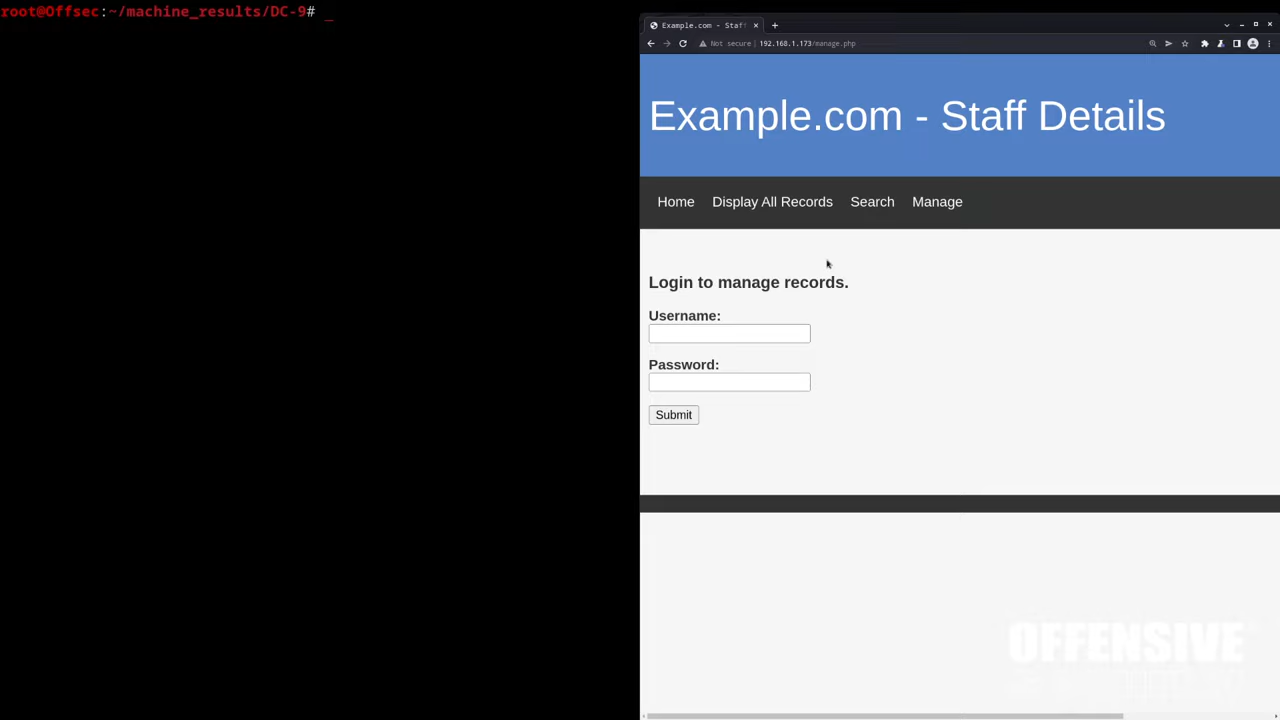 root@Offsec:~/machine_results/DC-9# _
Example.com - Staff
Not secure | 192.168.1.173/manage.php
Example.com - Staff Details
Home Display All Records Search Manage
Login to manage records.
Username:
Password:
Submit
OFFENSIVE